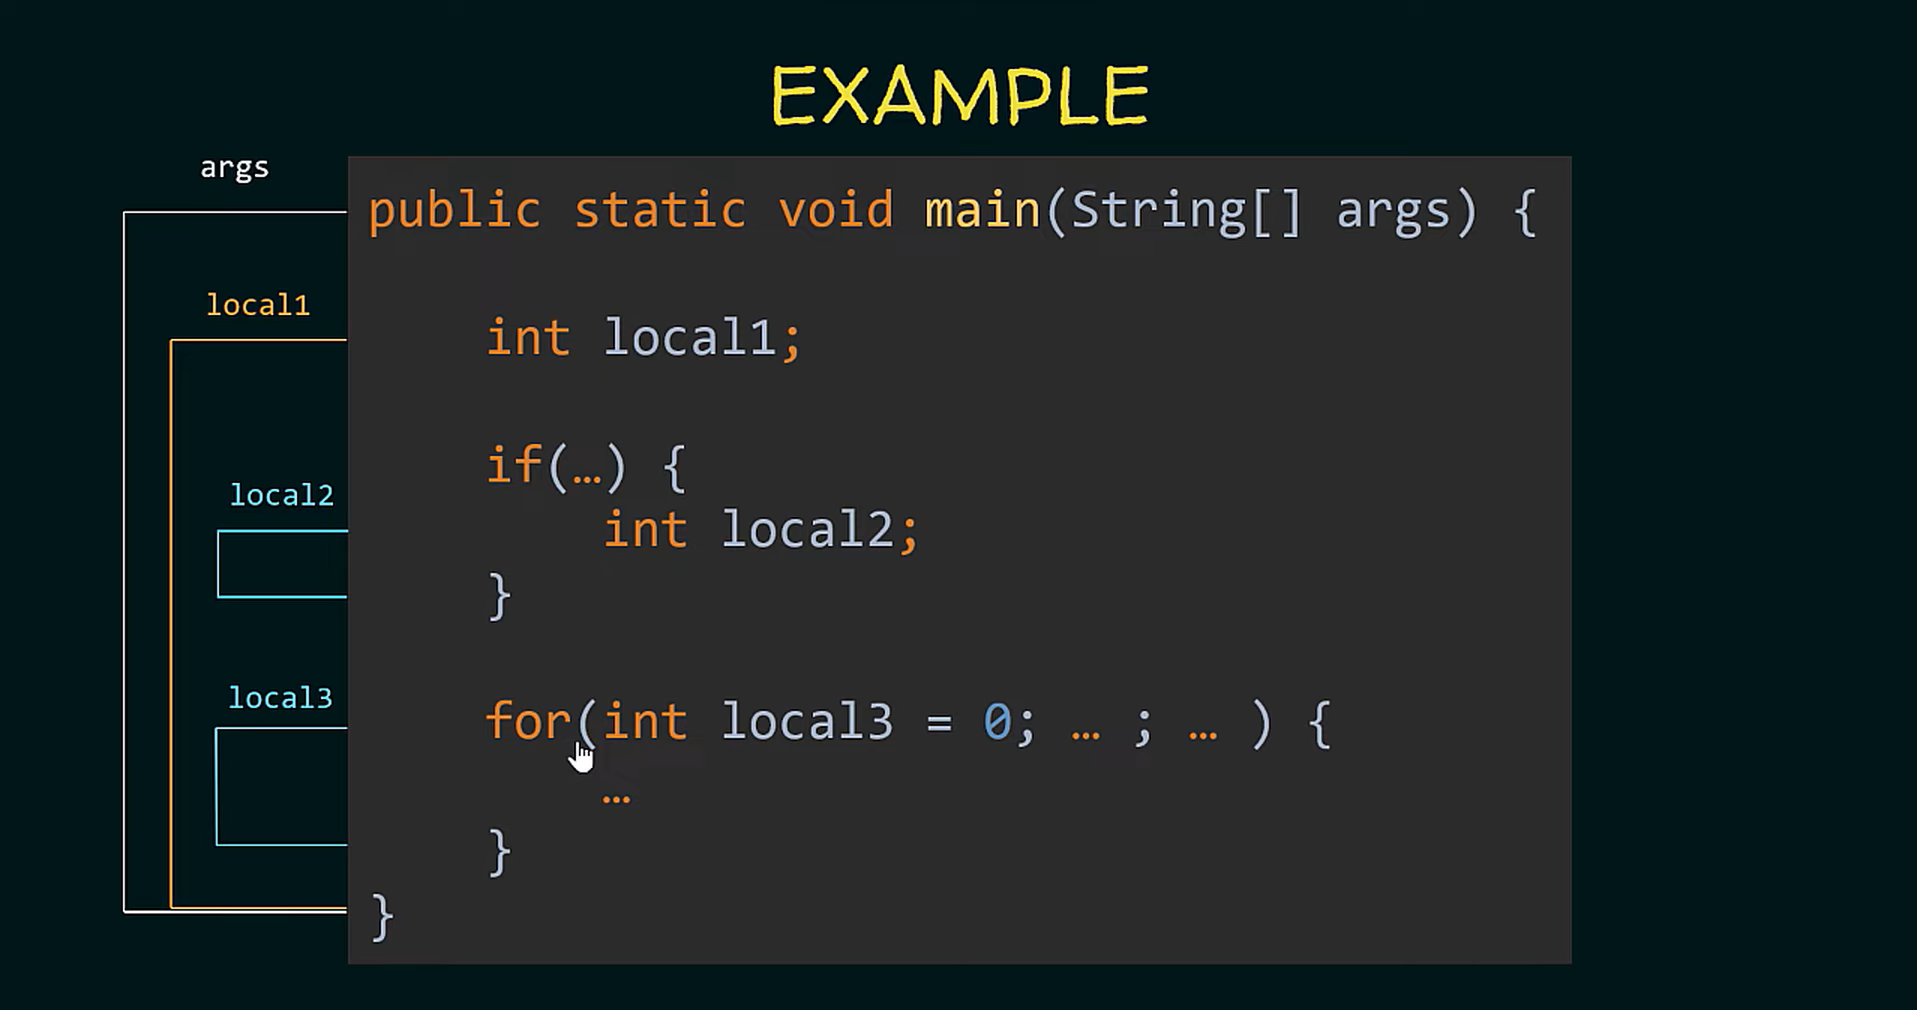 EXAMPLE
args
public static void main(String[] args) {
local1
int local1;
if(…) {
local2
int local2;
}
local3
for(int local3 = 0; … ; … ) {
…
}
}